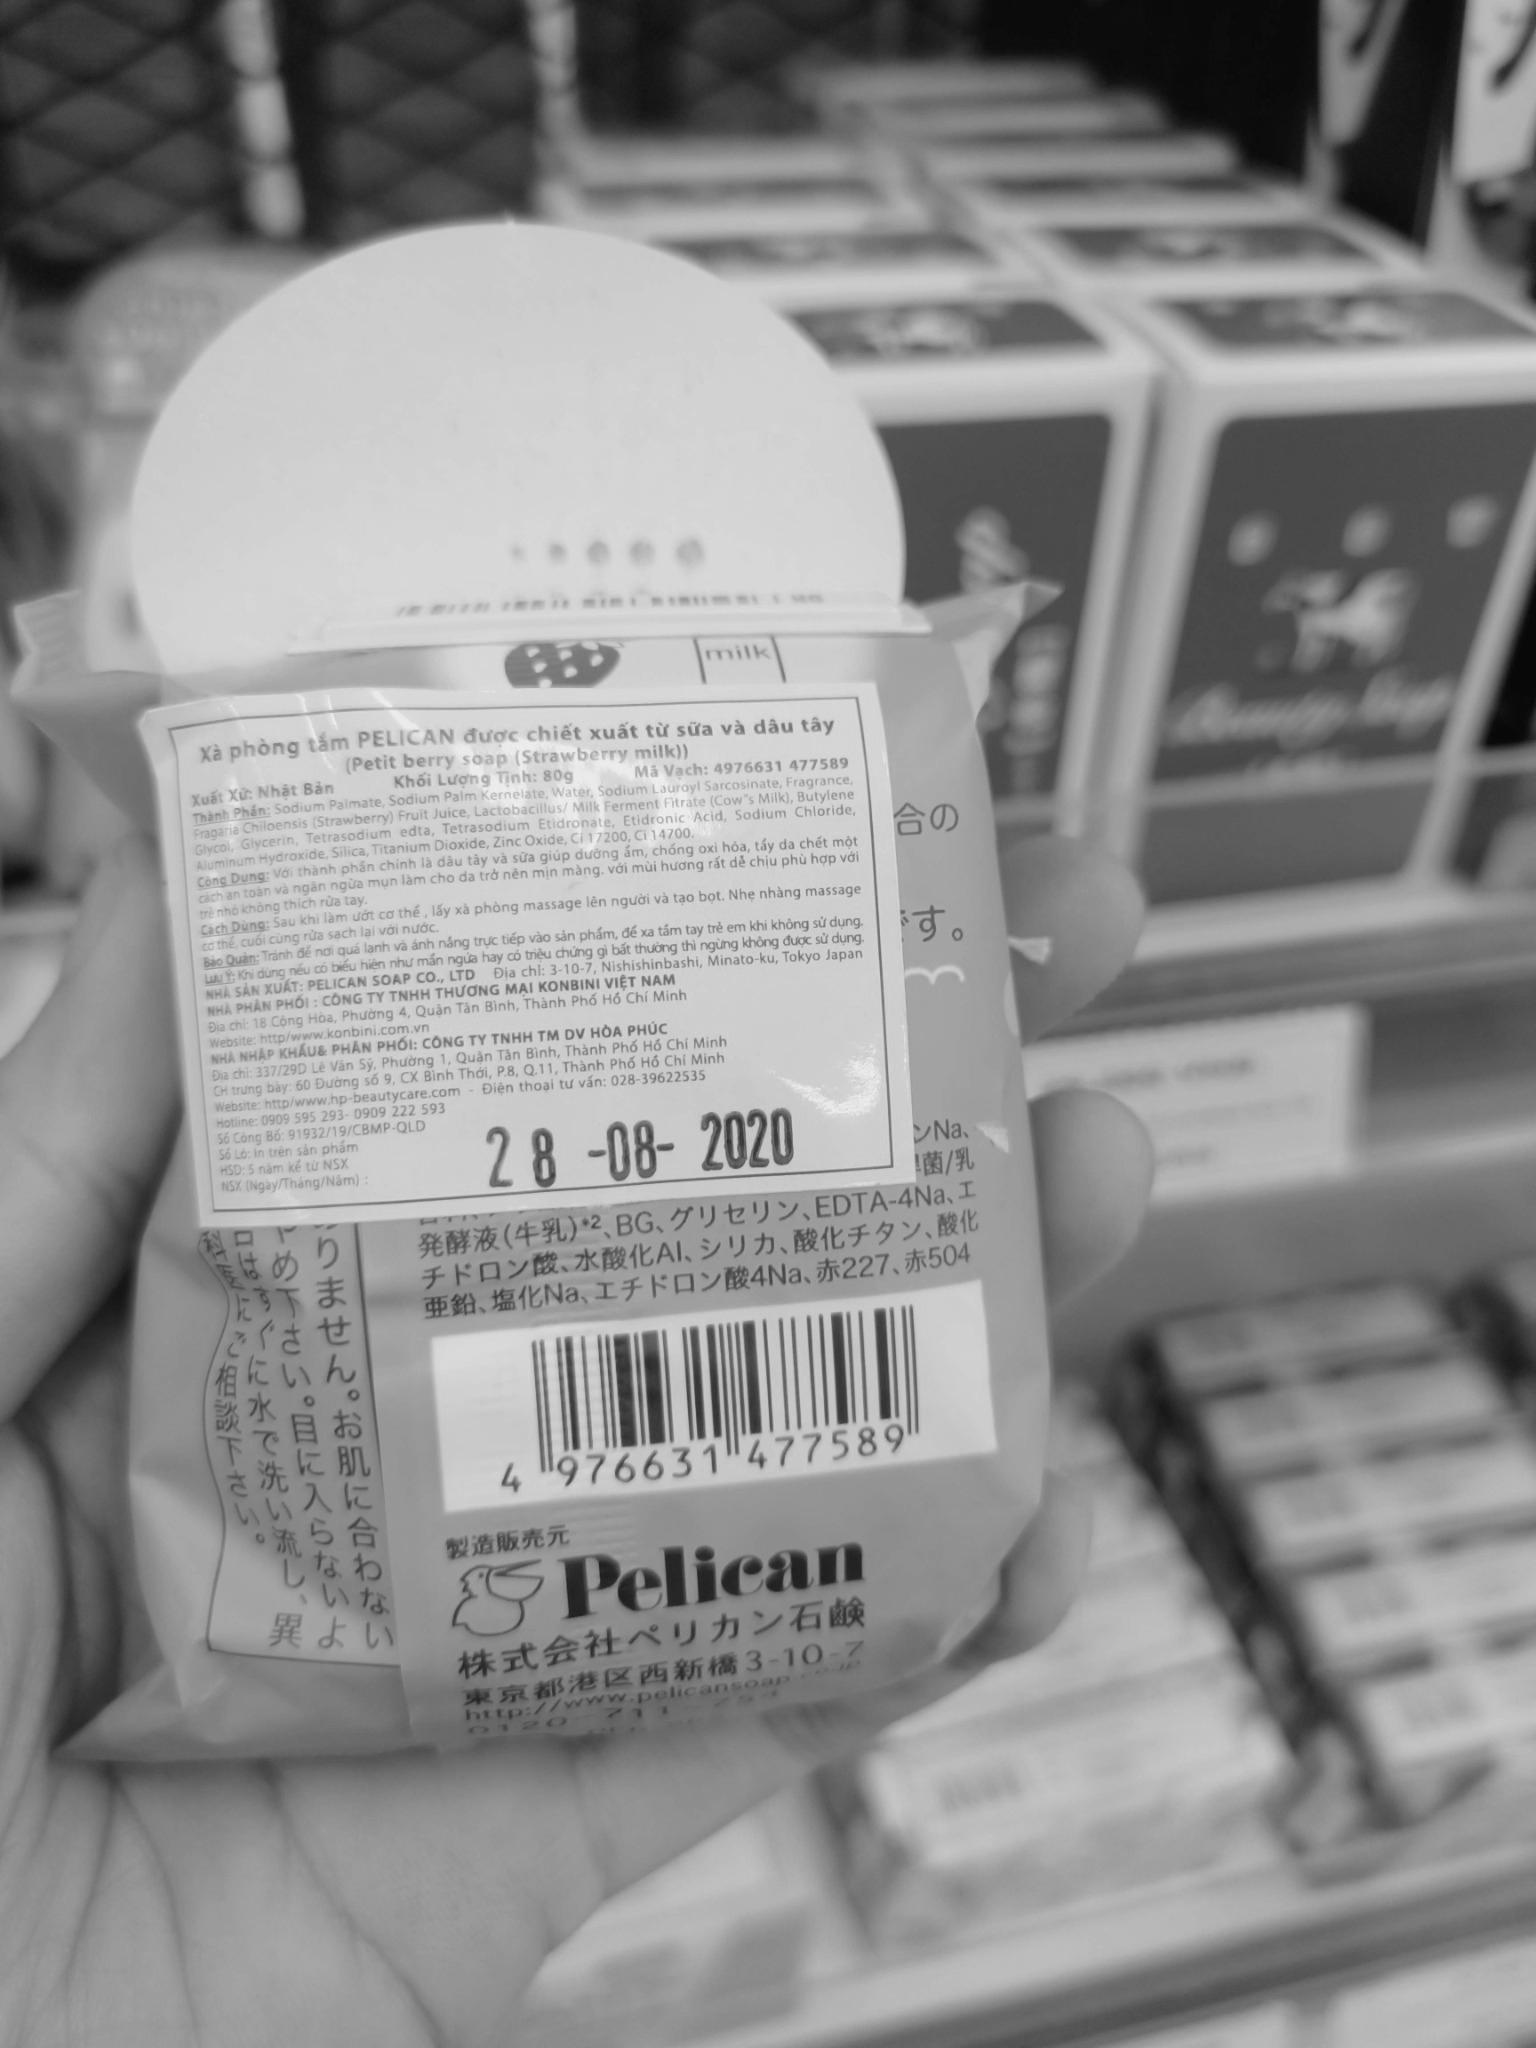 milk
Xà phòng tắm PELICAN được chiết xuất từ sữa và dâu tây
(Petit berry soap (Strawberry milk))
Xuất Xứ: Nhật Bản Khối Lượng Tịnh: 80g Mã Vạch: 4976631 477589
Thành Phần: Sodium Palmate, Sodium Palm Kernelate, Water, Sodium Lauroyl Sarcosinate, Fragrance,
Fragaria Chiloensis (Strawberry) Fruit Juice, Lactobacillus/ Milk Ferment Fitrate (Cow"s Milk), Butylene
Glycol, Glycerin, Tetrasodium edta, Tetrasodium Etidronate, Etidronic Acid, Sodium Chloride,
Aluminum Hydroxide, Silica, Titanium Dioxide, Zinc Oxide, Ci 17200, Ci 14700.
Công Dụng: Với thành phần chính là dâu tây và sữa giúp dưỡng ẩm, chống oxi hóa, tẩy da chết một
cách an toàn và ngăn ngừa mụn làm cho da trở nên mịn màng. với mùi hương rất dễ chịu phù hợp với
trẻ nhỏ không thích rửa tay.
Cách Dùng: Sau khi làm ướt cơ thể , lấy xà phòng massage lên người và tạo bọt. Nhẹ nhàng massage
cơ thể, cuối cùng rửa sạch lại với nước.
Bảo Quản: Tránh để nơi quá lạnh và ánh nắng trực tiếp vào sản phẩm, để xa tầm tay trẻ em khi không sử dụng.
Lưu Ý: Khi dùng nếu có biểu hiện như mẩn ngứa hay có triệu chứng gì bất thường thì ngừng không được sử dụng.
NHÀ SẢN XUẤT: PELICAN SOAP CO., LTD Địa chỉ: 3-10-7, Nishishinbashi, Minato-ku, Tokyo Japan
NHÀ PHÂN PHỐI : CÔNG TY TNHH THƯƠNG MẠI KONBINI VIỆT NAM
Địa chỉ: 18 Cộng Hòa, Phường 4, Quận Tân Bình, Thành Phố Hồ Chí Minh
Website: http/www.konbini.com.vn
NHÀ NHẬP KHẨU& PHÂN PHỐI: CÔNG TY TNHH TM DV HÒA PHÚC
Địa chỉ: 337/29D Lê Văn Sỹ, Phường 1, Quận Tân Bình, Thành Phố Hồ Chí Minh
CH trưng bày: 60 Đường số 9, CX Bình Thới, P.8, Q.11, Thành Phố Hồ Chí Minh
Website: http/www.hp-beautycare.com - Điện thoại tư vấn: 028-39622535
Hotline: 0909 595 293- 0909 222 593
Số Công Bố: 91932/19/CBMP-QLD
Số Lô: In trên sản phẩm
HSD: 5 năm kể từ NSX
NSX (Ngày/Tháng/Năm) :
28 -08- 2020
合の
です。
ンNa、
菌/乳
発酵液(牛乳)*2、BG、グリセリン、EDTA-4Na、エ
チドロン酸、水酸化Al、シリカ、酸化チタン、酸化
亜鉛、塩化Na、エチドロン酸4Na、赤227、赤504
りません。お肌に合わない
め下さい。目に入らないよ
はすぐに水で洗い流し、異
ご相談下さい。
4 976631 477589
製造販売元
Pelican
株式会社ペリカン石鹸
東京都港区西新橋3-10-7
http://www.pelicansoap.co.jp
0120-711-254